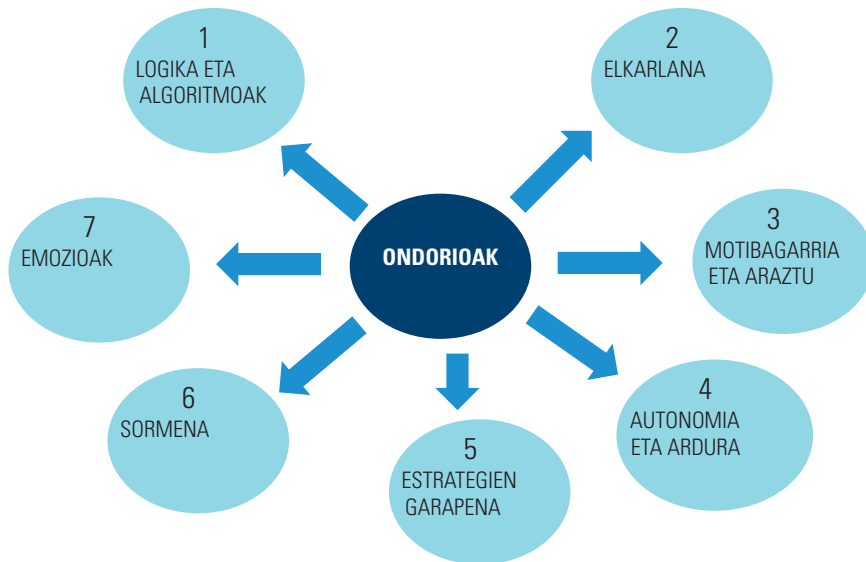 1
LOGIKA ETA
ALGORITMOAK
2
ELKARLANA
3
MOTIBAGARRIA
ETA ARAZTU
4
AUTONOMIA
ETA ARDURA
5
ESTRATEGIEN
GARAPENA
6
SORMENA
7
EMOZIOAK
ONDORIOAK